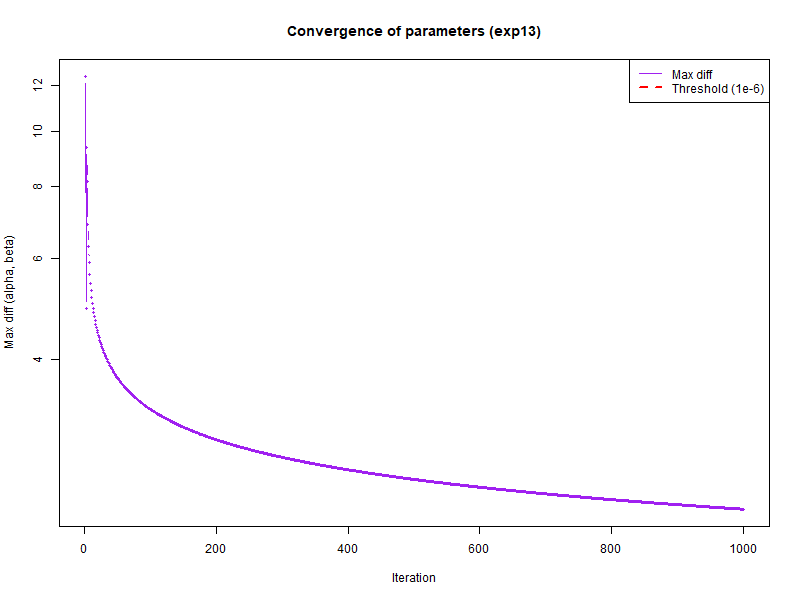 Convergence of parameters (exp13)
Max diff
Threshold (1e-6)
Max diff (alpha, beta)
12
10
8
6
4
0 200 400 600 800 1000
Iteration